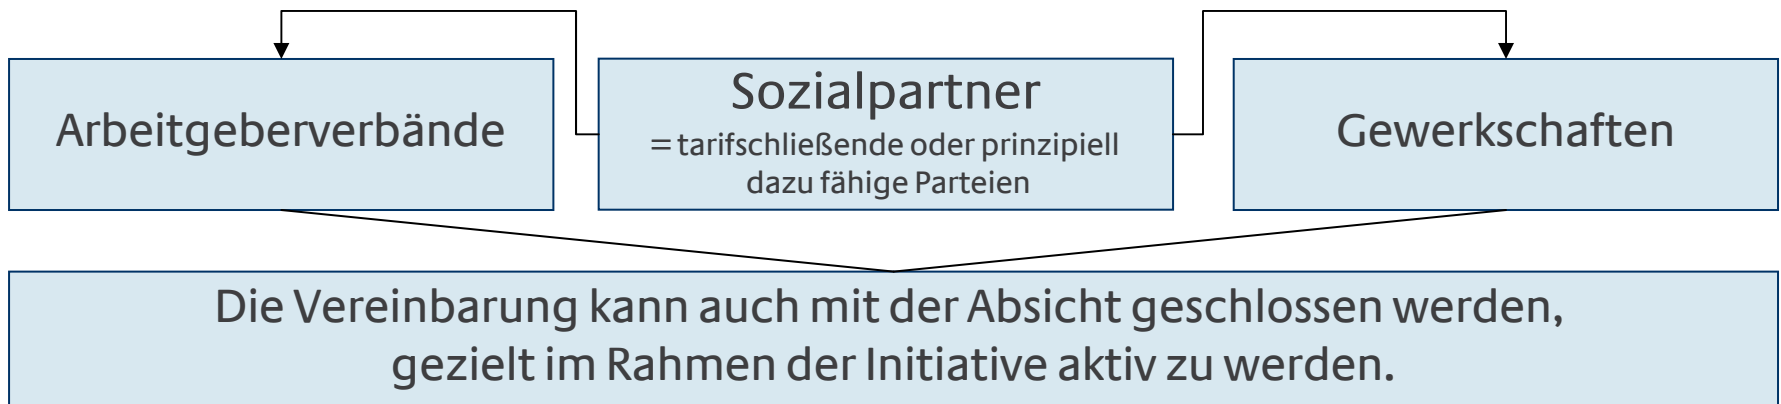 Arbeitgeberverbände
Sozialpartner
= tarifschließende oder prinzipiell
dazu fähige Parteien
Gewerkschaften
Die Vereinbarung kann auch mit der Absicht geschlossen werden,
gezielt im Rahmen der Initiative aktiv zu werden.